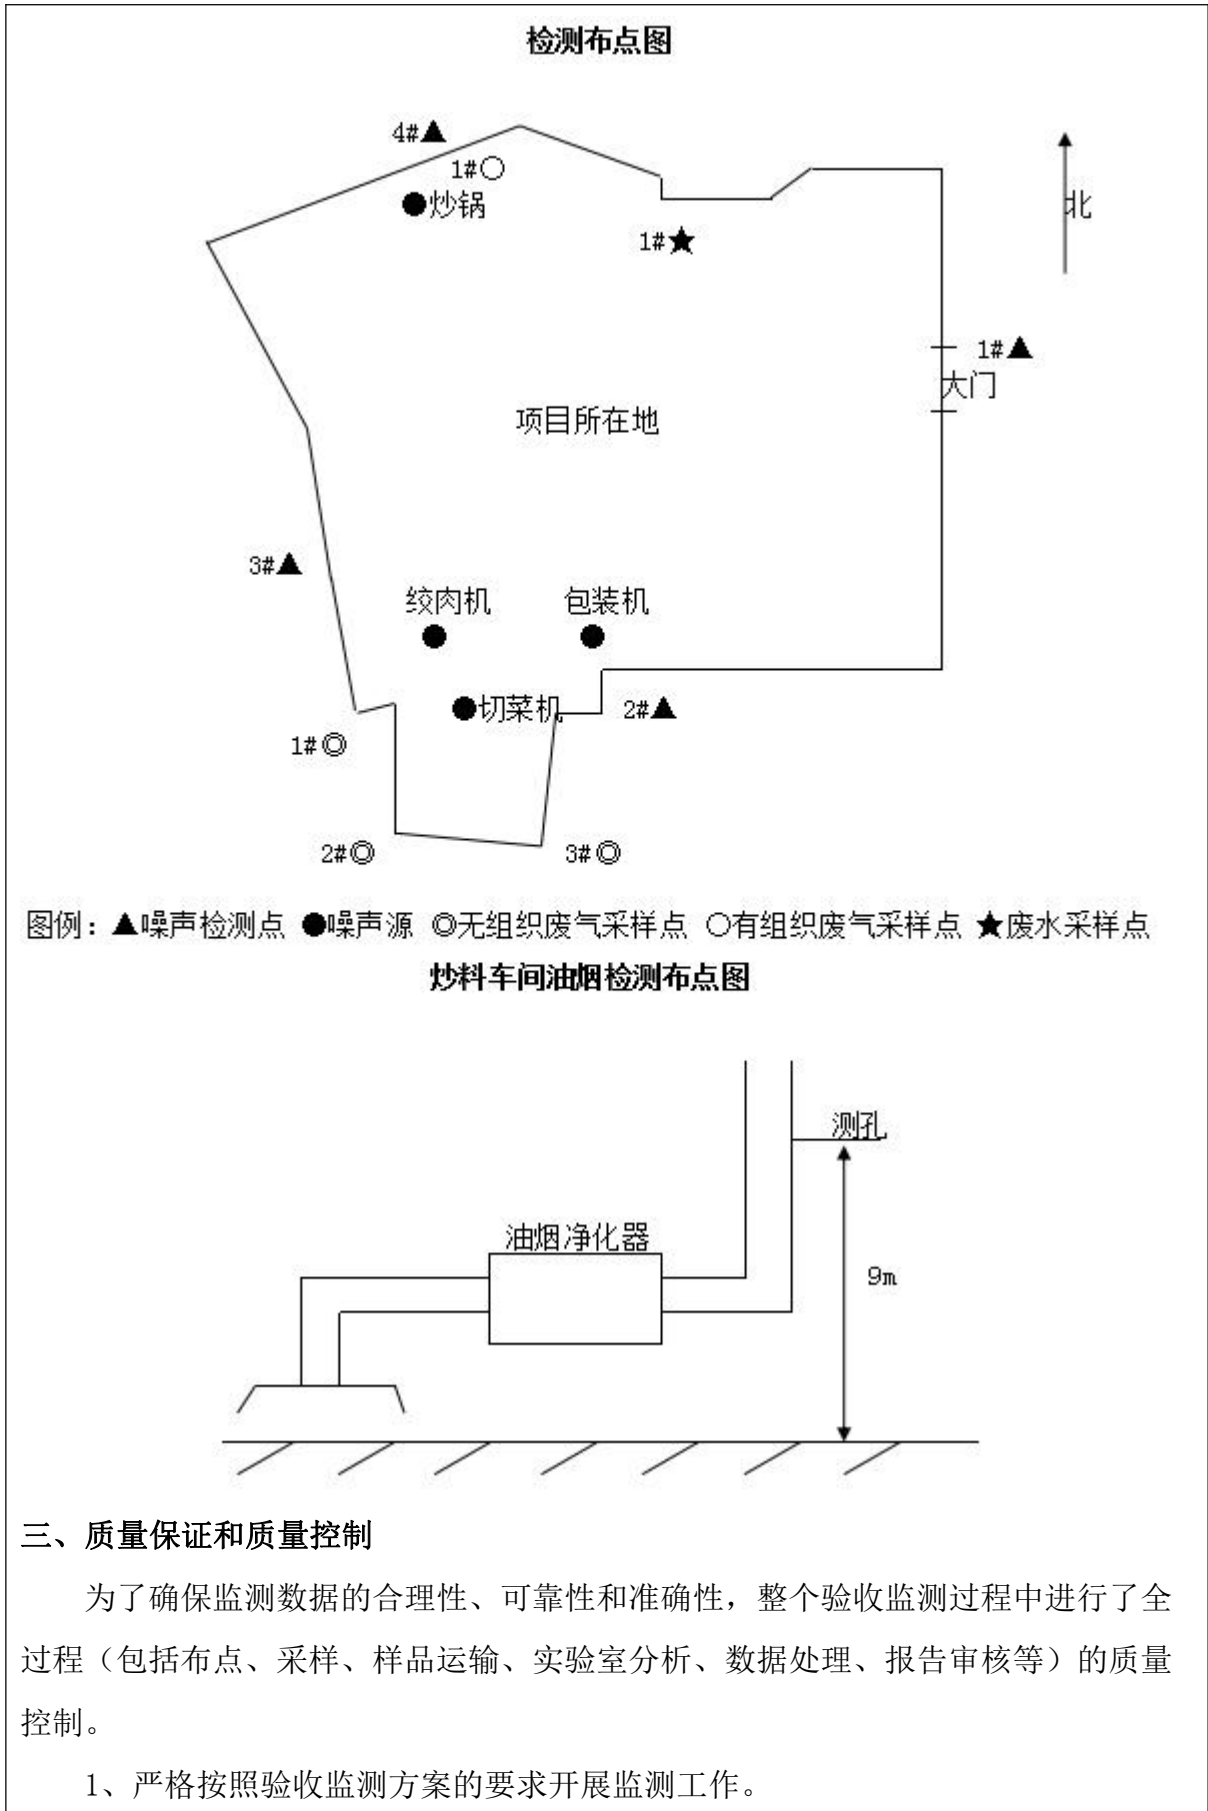 检测布点图
4#▲
1#○
●炒锅
北
1#★
1#▲
大门
项目所在地
3#▲
绞肉机 包装机
●切菜机
2#▲
1#◎
2#◎
3#◎
图例：▲噪声检测点 ●噪声源 ◎无组织废气采样点 ○有组织废气采样点 ★废水采样点
炒料车间油烟检测布点图
测孔
油烟净化器
9m
三、质量保证和质量控制
为了确保监测数据的合理性、可靠性和准确性，整个验收监测过程中进行了全
过程（包括布点、采样、样品运输、实验室分析、数据处理、报告审核等）的质量
控制。
1、严格按照验收监测方案的要求开展监测工作。